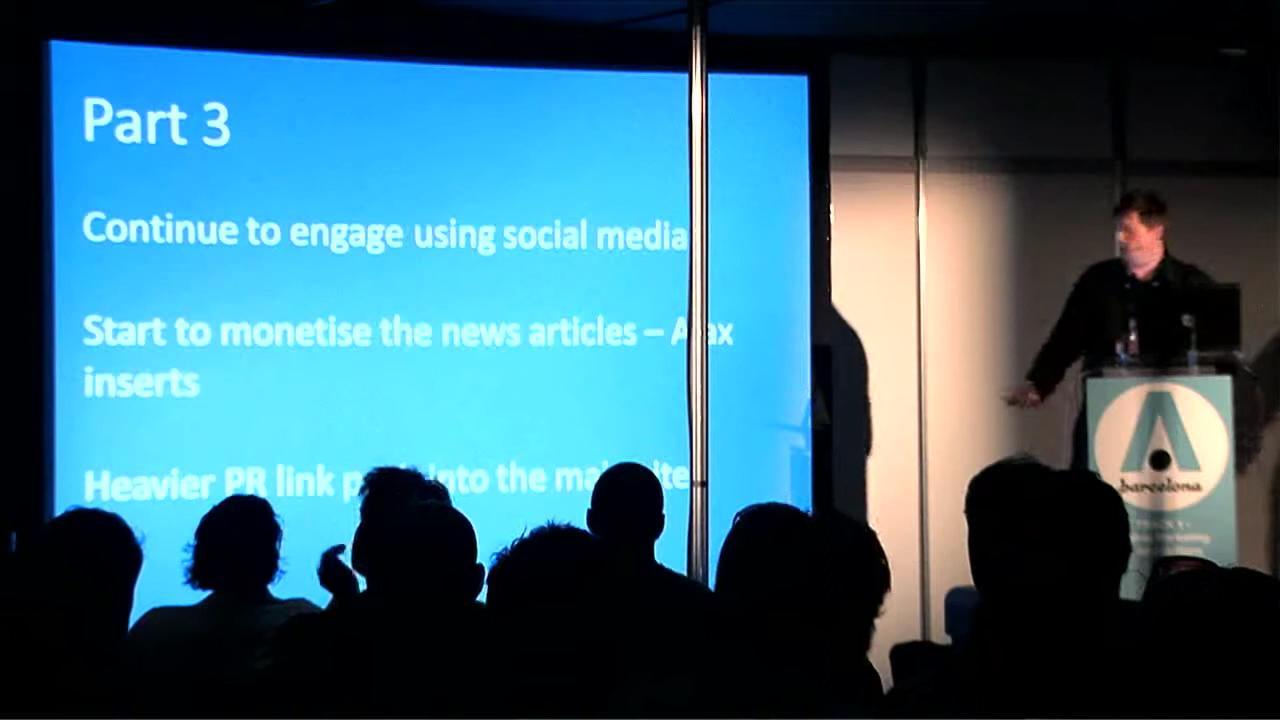 Part 3
Continue to engage using social media
Start to monetise the news articles –
inserts
Heavier PR link into the
barcelona